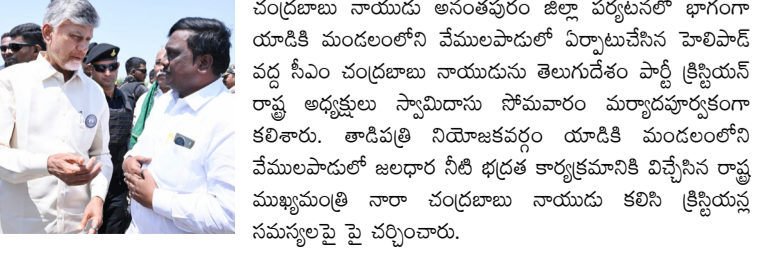 చంద్రబాబు నాయుడు అనంతపురం జిల్లా పర్యటనలో భాగంగా
యాడికి మండలంలోని వేములపాడులో ఏర్పాటుచేసిన హెలిపాడ్
వద్ద సీఎం చంద్రబాబు నాయుడును తెలుగుదేశం పార్టీ క్రిస్టియన్
రాష్ట్ర అధ్యక్షులు స్వామిదాసు సోమవారం మర్యాదపూర్వకంగా
కలిశారు. తాడిపత్రి నియోజకవర్గం యాడికి మండలంలోని
వేములపాడులో జలధార నీటి భద్రత కార్యక్రమానికి విచ్చేసిన రాష్ట్ర
ముఖ్యమంత్రి నారా చంద్రబాబు నాయుడు కలిసి క్రిస్టియన్ల
సమస్యలపై పై చర్చించారు.